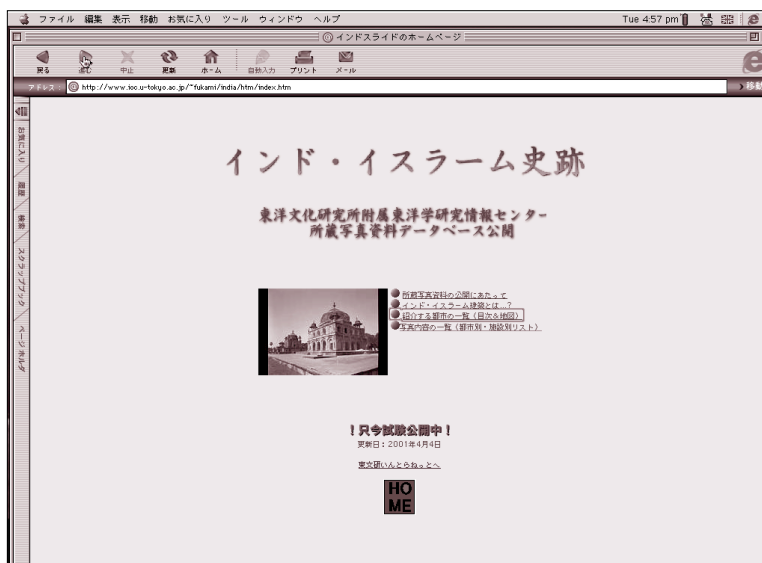 ファイル 編集 表示 移動 お気に入り ツール ウィンドウ ヘルプ
Tue 4:57 pm
インドスライドのホームページ
戻る 進む 中止 更新 ホーム 自動入力 プリント メール
アドレス: http://www.ioc.u-tokyo.ac.jp/~fukami/india/htm/index.htm 移動
お気に入り
履歴
検索
スクラップブック
ページ ホルダ
インド・イスラーム史跡
東洋文化研究所附属東洋学研究情報センター
所蔵写真資料データベース公開
所蔵写真資料の公開にあたって
インド・イスラーム建築とは...?
紹介する都市の一覧(目次&地図)
写真内容の一覧(都市別・施設別リスト)
!只今試験公開中!
更新日:2001年4月4日
東文研いんとらねっとへ
HO
ME